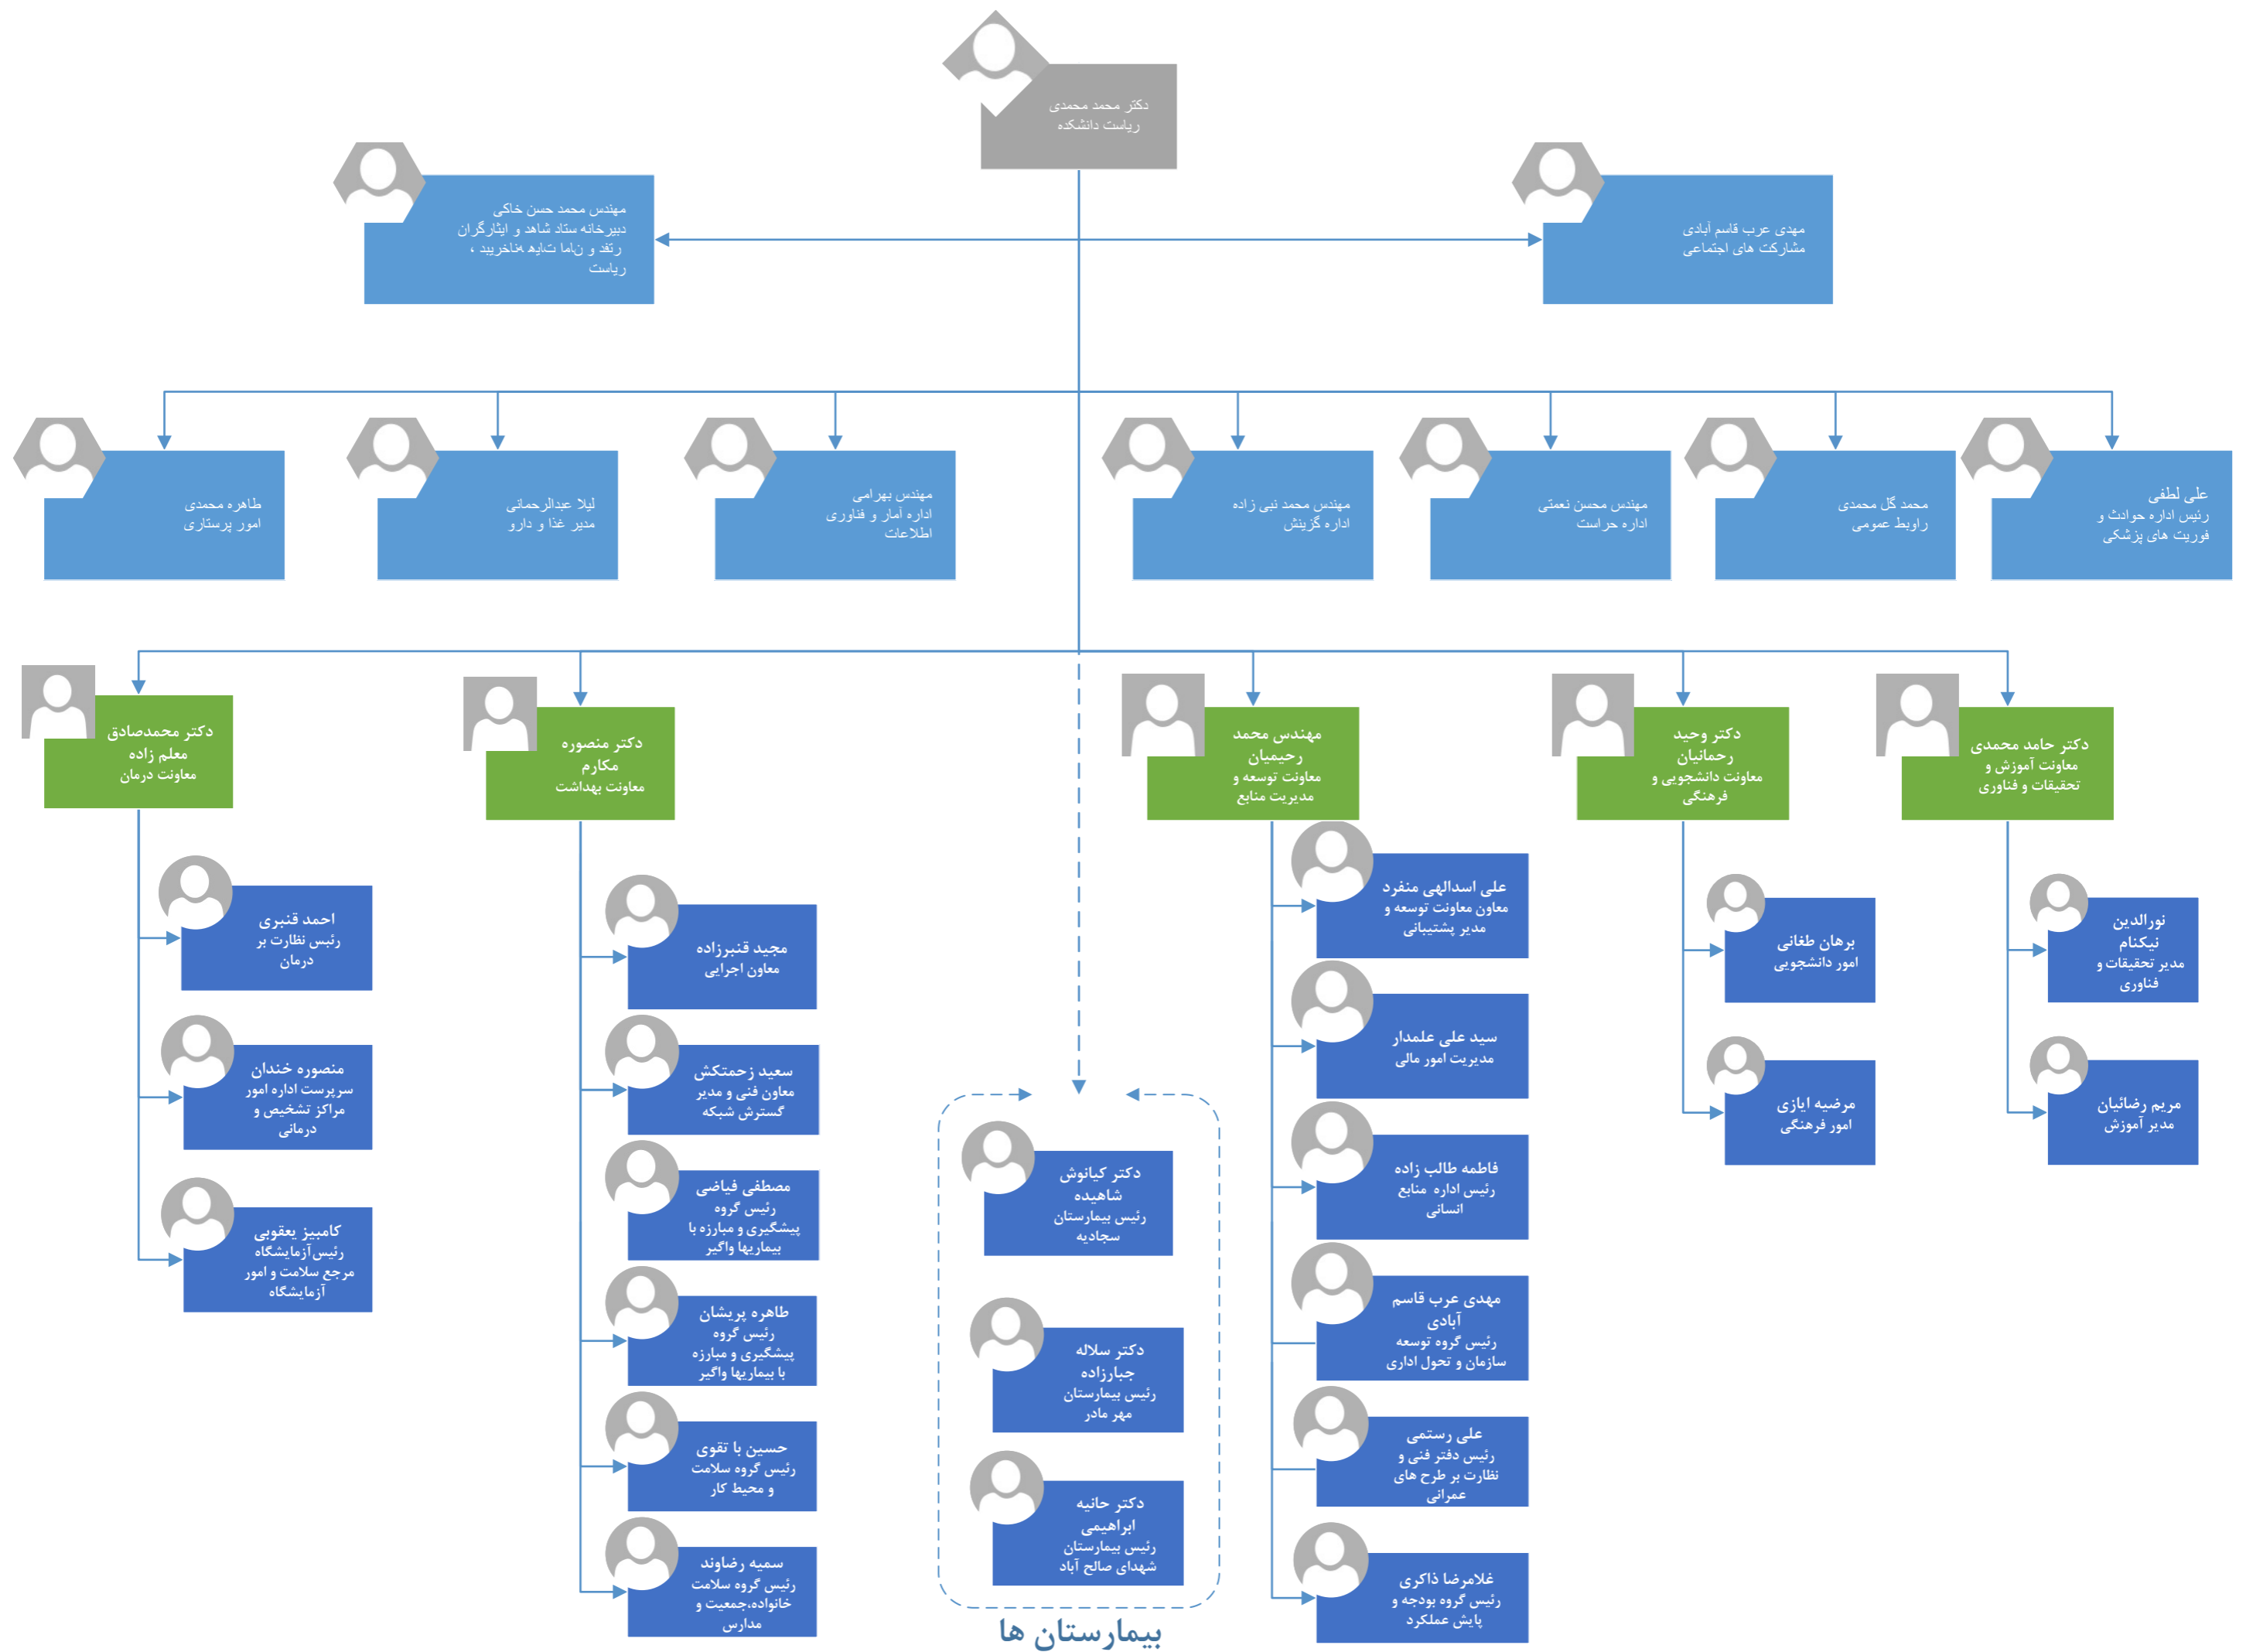 دکتر محمد محمدی
ریاست دانشکده
مهندس محمد حسن خاکی
دبیرخانه ستاد شاهد و ایثارگران
، دبیرخانه هیات امنا و دفتر
ریاست
مهدی عرب قاسم آبادی
مشارکت های اجتماعی
علی لطفی
رئیس اداره حوادث و
فوریت های پزشکی
محمد گل محمدی
راوبط عمومی
مهندس محسن نعمتی
اداره حراست
مهندس محمد نبی زاده
اداره گزینش
مهندس بهرامی
اداره آمار و فناوری
اطلاعات
لیلا عبدالرحمانی
مدیر غذا و دارو
طاهره محمدی
امور پرستاری
دکتر حامد محمدی
معاونت آموزش و
تحقیقات و فناوری
نورالدین
نیکنام
مدیر تحقیقات و
فناوری
مریم رضائیان
مدیر آموزش
دکتر وحید
رحمانیان
معاونت دانشجویی و
فرهنگی
برهان طغانی
امور دانشجویی
مرضیه ایازی
امور فرهنگی
مهندس محمد
رحیمیان
معاونت توسعه و
مدیریت منابع
علی اسدالهی منفرد
معاون معاونت توسعه و
مدیر پشتیبانی
سید علی علمدار
مدیریت امور مالی
فاطمه طالب زاده
رئیس اداره منابع
انسانی
مهدی عرب قاسم
آبادی
رئیس گروه توسعه
سازمان و تحول اداری
علی رستمی
رئیس دفتر فنی و
نظارت بر طرح های
عمرانی
غلامرضا ذاکری
رئیس گروه بودجه و
پایش عملکرد
دکتر کیانوش
شاهیده
رئیس بیمارستان
سجادیه
دکتر سلاله
جبارزاده
رئیس بیمارستان
مهر مادر
دکتر حانیه
ابراهیمی
رئیس بیمارستان
شهدای صالح آباد
بیمارستان ها
دکتر منصوره
مکارم
معاونت بهداشت
مجید قنبرزاده
معاون اجرایی
سعید زحمتکش
معاون فنی و مدیر
گسترش شبکه
مصطفی فیاضی
رئیس گروه
پیشگیری و مبارزه با
بیماریها واگیر
طاهره پریشان
رئیس گروه
پیشگیری و مبارزه
با بیماریها واگیر
حسین با تقوی
رئیس گروه سلامت
و محیط کار
سمیه رضاوند
رئیس گروه سلامت
خانواده،جمعیت و
مدارس
دکتر محمدصادق
معلم زاده
معاونت درمان
احمد قنبری
رئیس نظارت بر
درمان
منصوره خندان
سرپرست اداره امور
مراکز تشخیص و
درمانی
کامبیز یعقوبی
رئیس‌آزمایشگاه
مرجع سلامت و امور
آزمایشگاه